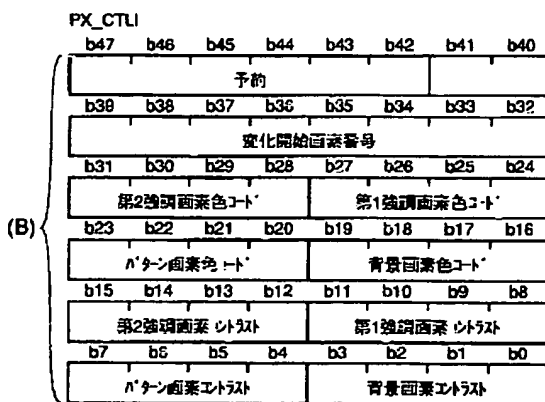 PX_CTLI
b47 b46 b45 b44 b43 b42 b41 b40
予約
b39 b38 b37 b36 b35 b34 b33 b32
変化開始画素番号
b31 b30 b29 b28 b27 b26 b25 b24
第2強調画素色コード 第1強調画素色コード
(B)
b23 b22 b21 b20 b19 b18 b17 b16
パターン画素色コード 背景画素色コード
b15 b14 b13 b12 b11 b10 b9 b8
第2強調画素コントラスト 第1強調画素コントラスト
b7 b6 b5 b4 b3 b2 b1 b0
パターン画素コントラスト 背景画素コントラスト